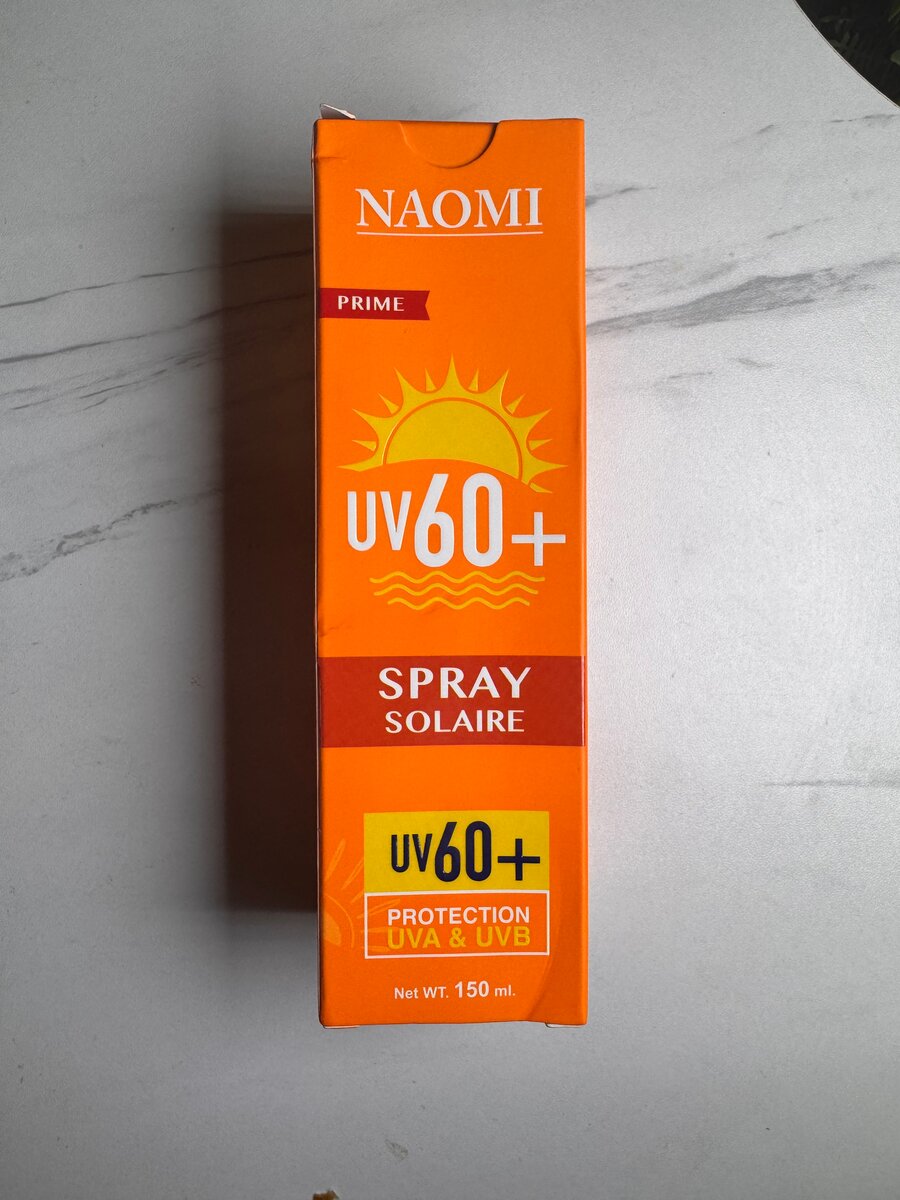 NAOMI
PRIME
UV60+
SPRAY
SOLAIRE
UV60+
PROTECTION
UVA & UVB
Net WT. 150 ml.